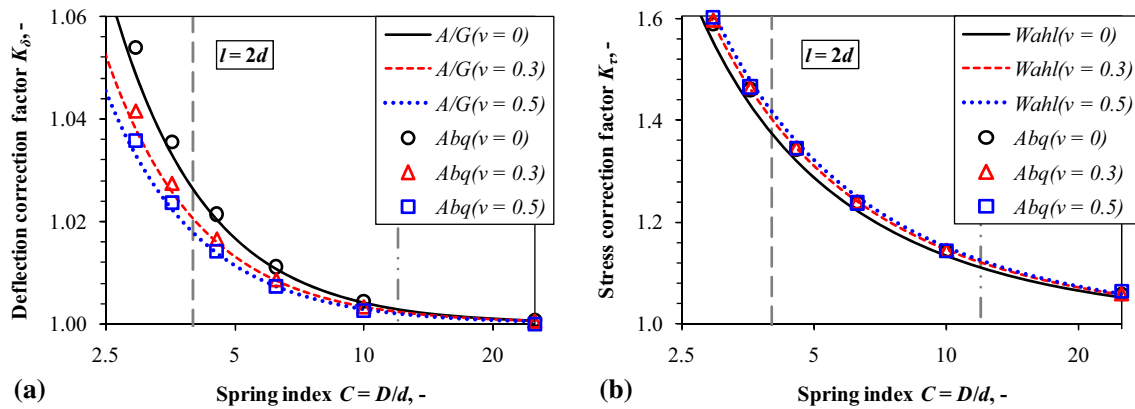 Deflection correction factor Kδ,-
1.06
1.04
1.02
1.00
l = 2d
A/G(v = 0)
A/G(v = 0.3)
A/G(v = 0.5)
Abq(v = 0)
Abq(v = 0.3)
Abq(v = 0.5)
2.5 5 10 20
(a) Spring index C = D/d, -
Stress correction factor Kτ, -
1.6
1.4
1.2
1.0
l = 2d
Wahl(v = 0)
Wahl(v = 0.3)
Wahl(v = 0.5)
Abq(v = 0)
Abq(v = 0.3)
Abq(v = 0.5)
2.5 5 10 20
(b) Spring index C = D/d, -